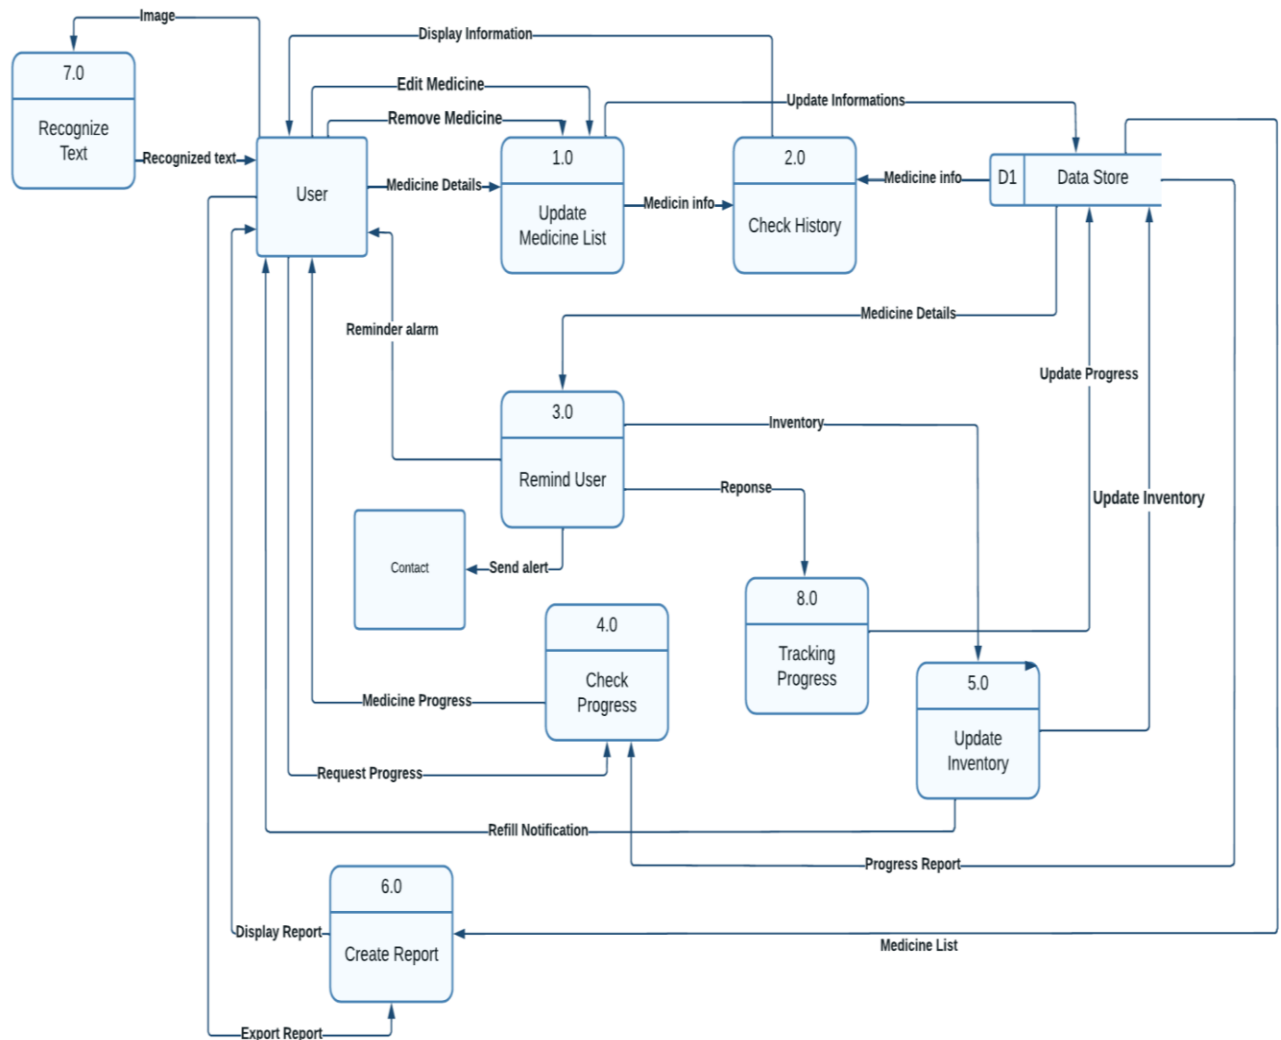 Image
Display Information
7.0
Edit Medicine
Update Informations
Remove Medicine
Recognize
Text
Recognized text
User
Medicine Details
1.0
Update
Medicine List
Medicin info
2.0
Check History
Medicine info
D1
Data Store
Reminder alarm
Medicine Details
Update Progress
3.0
Remind User
Inventory
Reponse
Update Inventory
Contact
Send alert
8.0
Tracking
Progress
4.0
Check
Progress
5.0
Update
Inventory
Medicine Progress
Request Progress
Refill Notification
Progress Report
6.0
Create Report
Display Report
Medicine List
Export Report